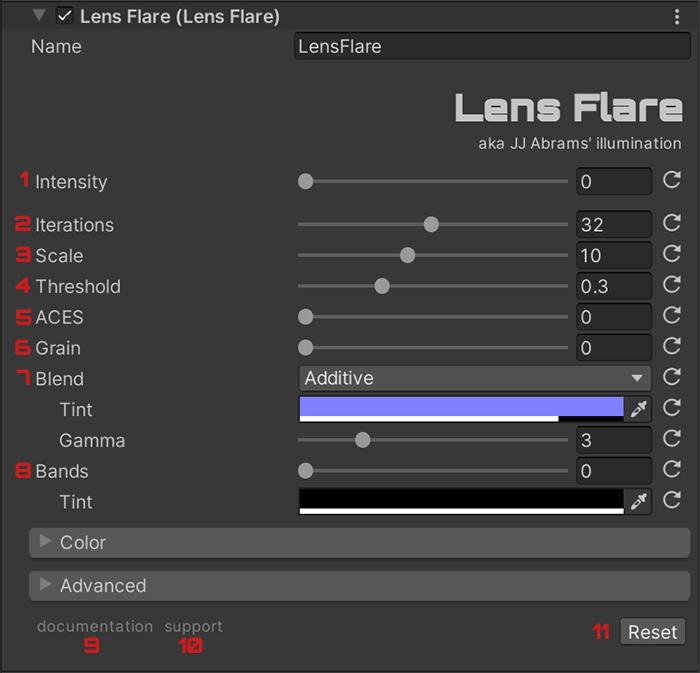 Lens Flare (Lens Flare)
Name LensFlare
Lens Flare
aka JJ Abrams' illumination
1 Intensity 0
2 Iterations 32
3 Scale 10
4 Threshold 0.3
5 ACES 0
6 Grain 0
7 Blend Additive
Tint
Gamma 3
8 Bands 0
Tint
Color
Advanced
documentation support
9 10
11 Reset